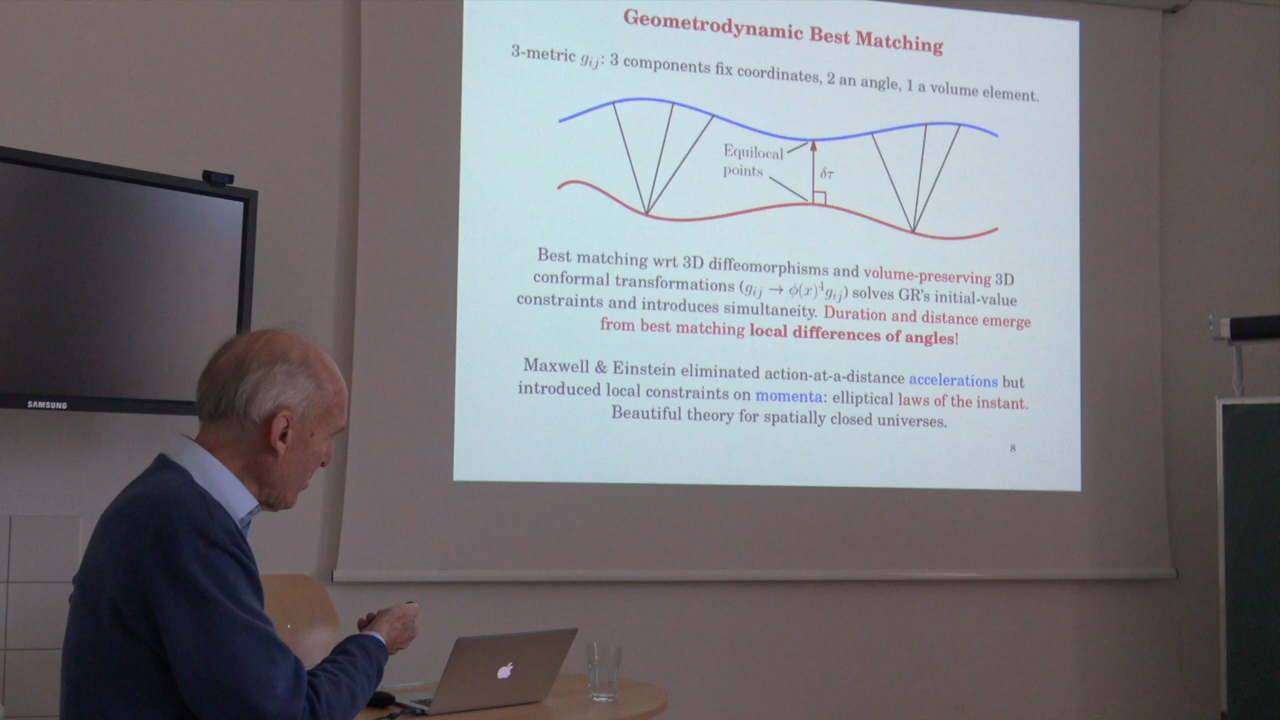 Geometrodynamic Best Matching
3-metric gij: 3 components fix coordinates, 2 an angle, 1 a volume element.
Equilocal
points
δτ
Best matching wrt 3D diffeomorphisms and volume-preserving 3D
conformal transformations (gij → ϕ(x)⁴gij) solves GR's initial-value
constraints and introduces simultaneity. Duration and distance emerge
from best matching local differences of angles!
Maxwell & Einstein eliminated action-at-a-distance accelerations but
introduced local constraints on momenta: elliptical laws of the instant.
Beautiful theory for spatially closed universes.
8
SAMSUNG